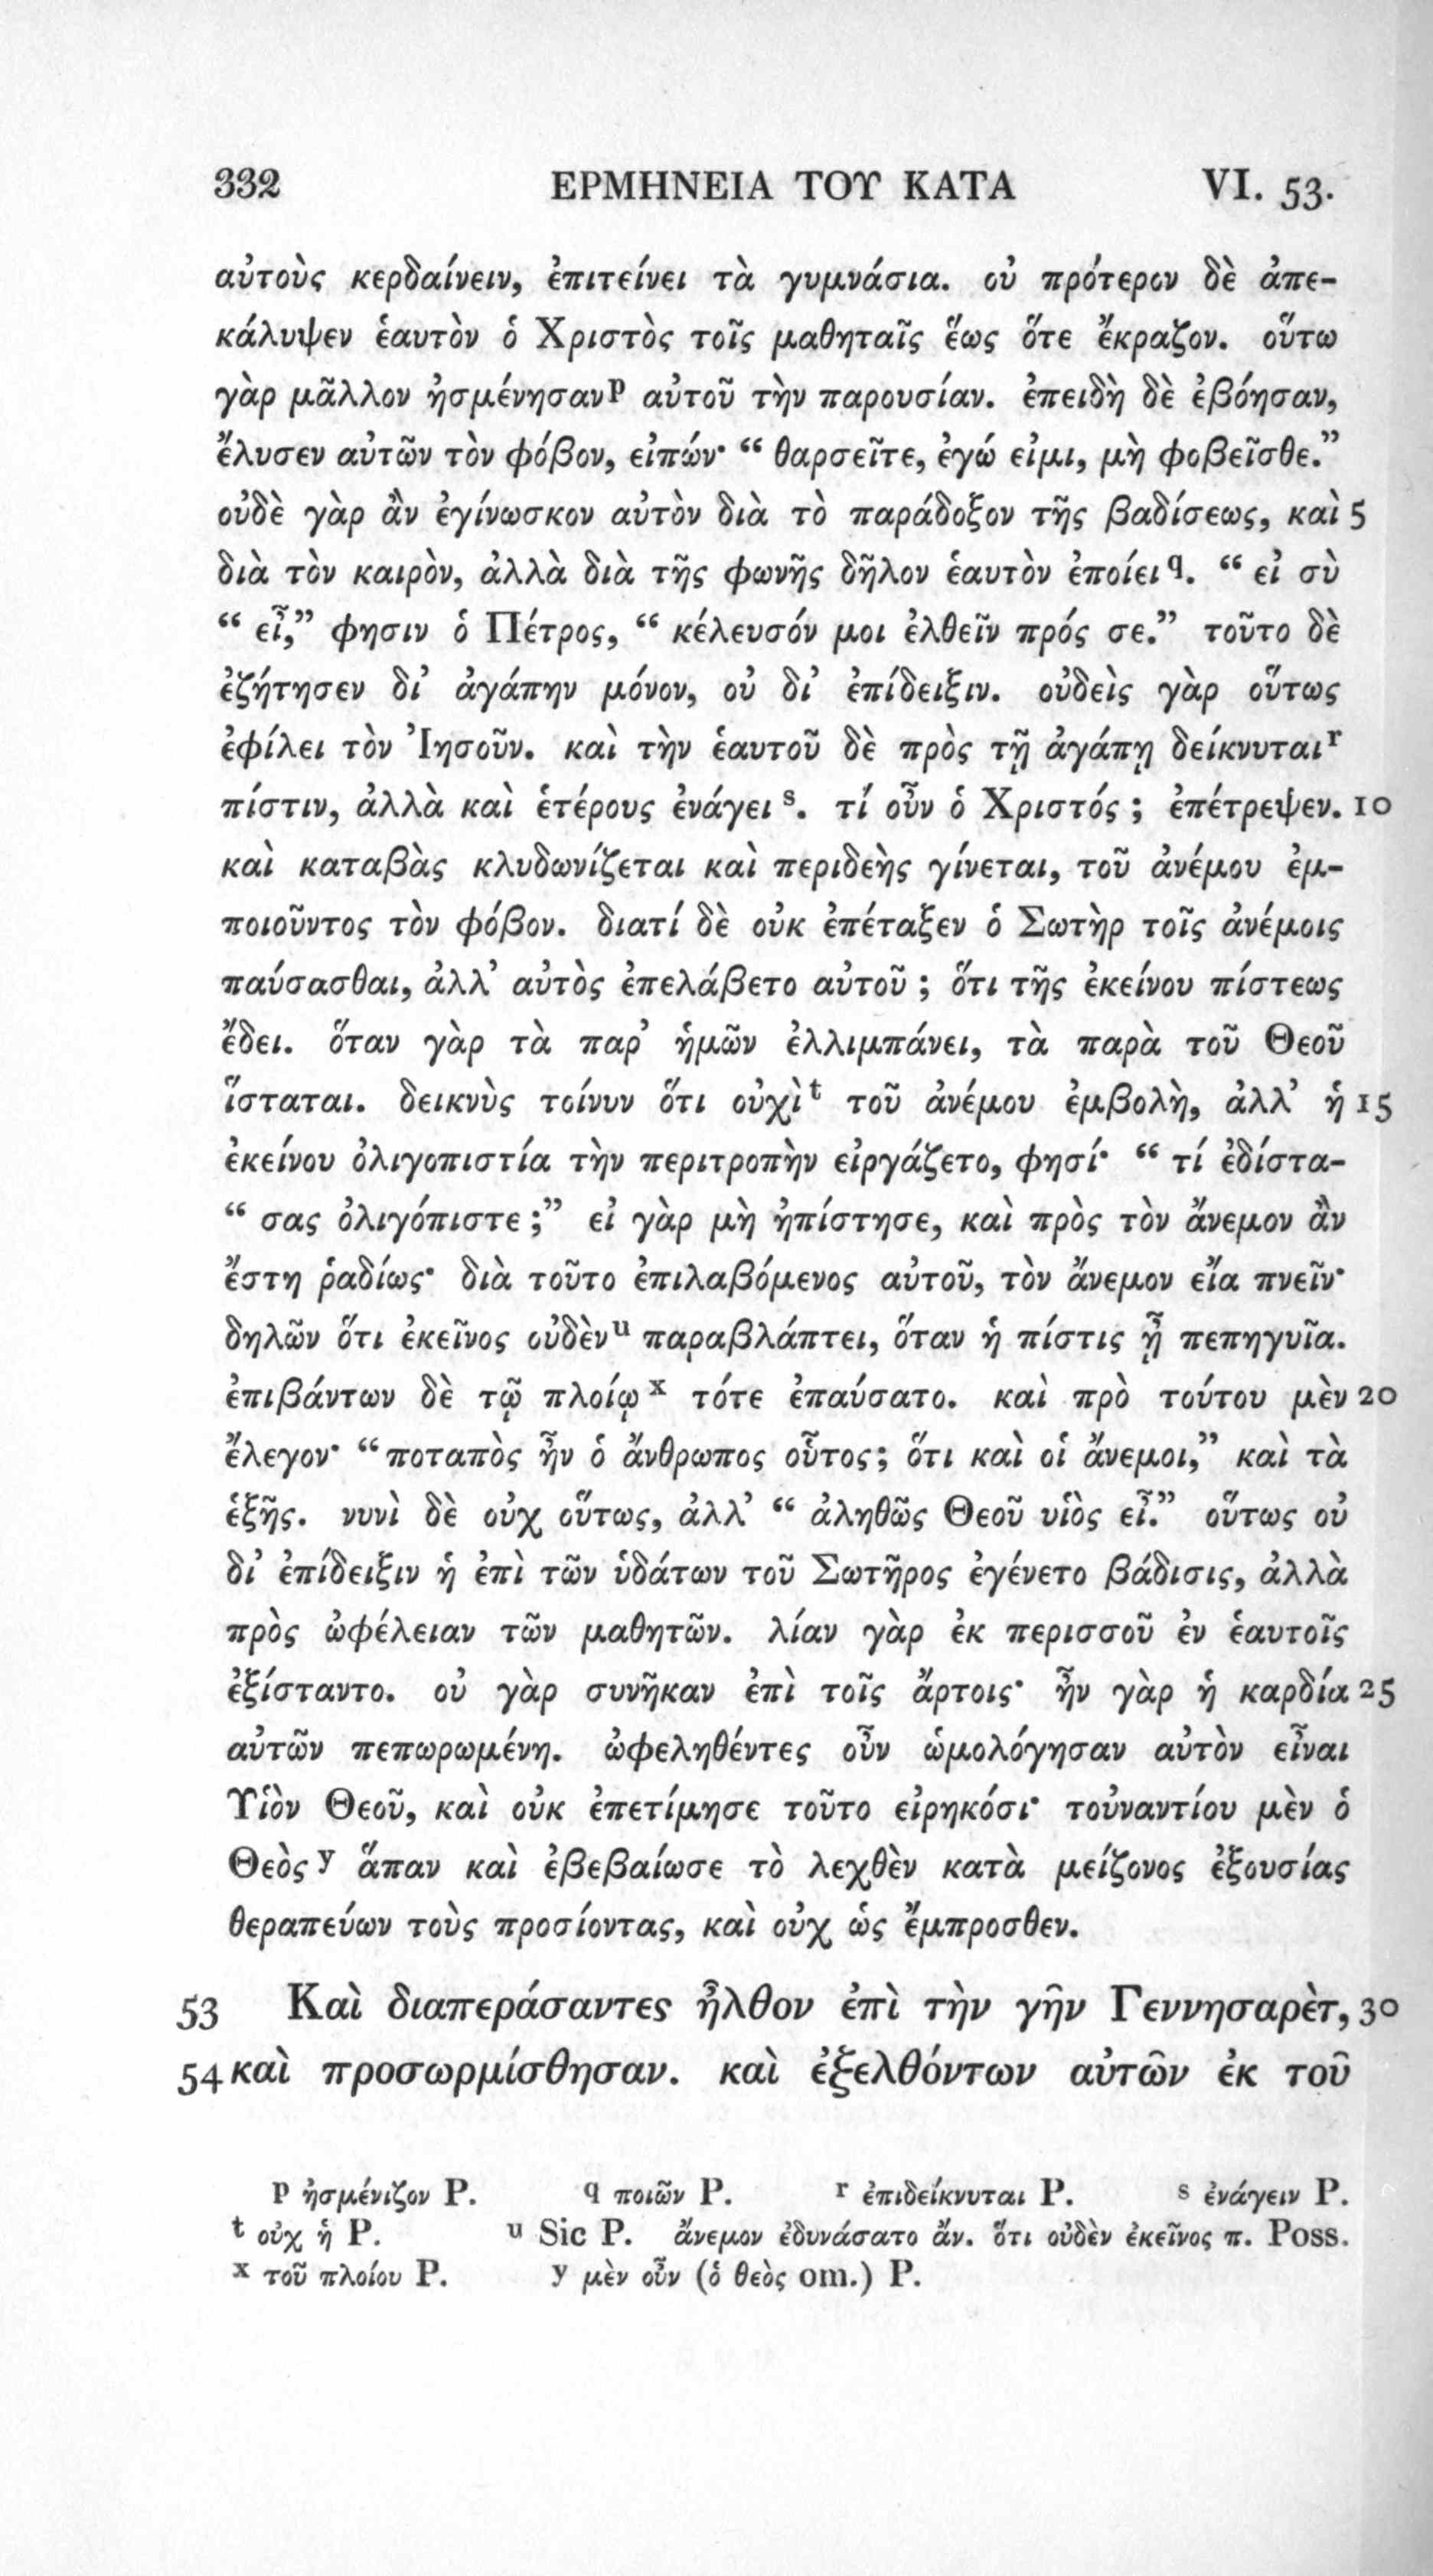 332 ΕΡΜΗΝΕΙΑ ΤΟΥ ΚΑΤΑ VI. 53.
αὐτοὺς κερδαίνειν, ἐπιτείνει τὰ γυμνάσια. οὐ πρότερον δὲ ἀπε-
κάλυψεν ἑαυτὸν ὁ Χριστὸς τοῖς μαθηταῖς ἕως ὅτε ἔκραζον. οὕτω
γὰρ μᾶλλον ἠσμένησαν p αὐτοῦ τὴν παρουσίαν. ἐπειδὴ δὲ ἐβόησαν,
ἔλυσεν αὐτῶν τὸν φόβον, εἰπών· “ θαρσεῖτε, ἐγώ εἰμι, μὴ φοβεῖσθε.”
οὐδὲ γὰρ ἂν ἐγίνωσκον αὐτὸν διὰ τὸ παράδοξον τῆς βαδίσεως, καὶ 5
διὰ τὸν καιρὸν, ἀλλὰ διὰ τῆς φωνῆς δῆλον ἑαυτὸν ἐποίει q. “ εἰ σὺ
“ εἶ,” φησιν ὁ Πέτρος, “ κέλευσόν μοι ἐλθεῖν πρός σε.” τοῦτο δὲ
ἐζήτησεν δι’ ἀγάπην μόνον, οὐ δι’ ἐπίδειξιν. οὐδεὶς γὰρ οὕτως
ἐφίλει τὸν Ἰησοῦν. καὶ τὴν ἑαυτοῦ δὲ πρὸς τῇ ἀγάπῃ δείκνυται r
πίστιν, ἀλλὰ καὶ ἑτέρους ἐνάγει s. τί οὖν ὁ Χριστός ; ἐπέτρεψεν. 10
καὶ καταβὰς κλυδωνίζεται καὶ περιδεὴς γίνεται, τοῦ ἀνέμου ἐμ-
ποιοῦντος τὸν φόβον. διατί δὲ οὐκ ἐπέταξεν ὁ Σωτὴρ τοῖς ἀνέμοις
παύσασθαι, ἀλλ’ αὐτὸς ἐπελάβετο αὐτοῦ ; ὅτι τῆς ἐκείνου πίστεως
ἔδει. ὅταν γὰρ τὰ παρ’ ἡμῶν ἐλλιμπάνει, τὰ παρὰ τοῦ Θεοῦ
ἵσταται. δεικνὺς τοίνυν ὅτι οὐχὶ t τοῦ ἀνέμου ἐμβολὴ, ἀλλ’ ἡ 15
ἐκείνου ὀλιγοπιστία τὴν περιτροπὴν εἰργάζετο, φησί· “ τί ἐδίστα-
“ σας ὀλιγόπιστε ;” εἰ γὰρ μὴ ἠπίστησε, καὶ πρὸς τὸν ἄνεμον ἂν
ἔστη ῥαδίως· διὰ τοῦτο ἐπιλαβόμενος αὐτοῦ, τὸν ἄνεμον εἴα πνεῖν·
δηλῶν ὅτι ἐκεῖνος οὐδὲν u παραβλάπτει, ὅταν ἡ πίστις ᾖ πεπηγυῖα.
ἐπιβάντων δὲ τῷ πλοίῳ x τότε ἐπαύσατο. καὶ πρὸ τούτου μὲν 20
ἔλεγον· “ποταπὸς ἦν ὁ ἄνθρωπος οὗτος; ὅτι καὶ οἱ ἄνεμοι,” καὶ τὰ
ἑξῆς. νυνὶ δὲ οὐχ οὕτως, ἀλλ’ “ ἀληθῶς Θεοῦ υἱὸς εἶ.” οὕτως οὐ
δι’ ἐπίδειξιν ἡ ἐπὶ τῶν ὑδάτων τοῦ Σωτῆρος ἐγένετο βάδισις, ἀλλὰ
πρὸς ὠφέλειαν τῶν μαθητῶν. λίαν γὰρ ἐκ περισσοῦ ἐν ἑαυτοῖς
ἐξίσταντο. οὐ γὰρ συνῆκαν ἐπὶ τοῖς ἄρτοις· ἦν γὰρ ἡ καρδία 25
αὐτῶν πεπωρωμένη. ὠφεληθέντες οὖν ὡμολόγησαν αὐτὸν εἶναι
Υἱὸν Θεοῦ, καὶ οὐκ ἐπετίμησε τοῦτο εἰρηκόσι· τοὐναντίου μὲν ὁ
Θεὸς y ἅπαν καὶ ἐβεβαίωσε τὸ λεχθὲν κατὰ μείζονος ἐξουσίας
θεραπεύων τοὺς προσίοντας, καὶ οὐχ ὡς ἔμπροσθεν.
53 Καὶ διαπεράσαντες ἦλθον ἐπὶ τὴν γῆν Γεννησαρὲτ, 30
54 καὶ προσωρμίσθησαν. καὶ ἐξελθόντων αὐτῶν ἐκ τοῦ
p ἠσμένιζον P. q ποιῶν P. r ἐπιδείκνυται P. s ἐνάγειν P.
t οὐχ ἡ P. u Sic P. ἄνεμον ἐδυνάσατο ἄν. ὅτι οὐδὲν ἐκεῖνος π. Poss.
x τοῦ πλοίου P. y μὲν οὖν (ὁ θεὸς om.) P.